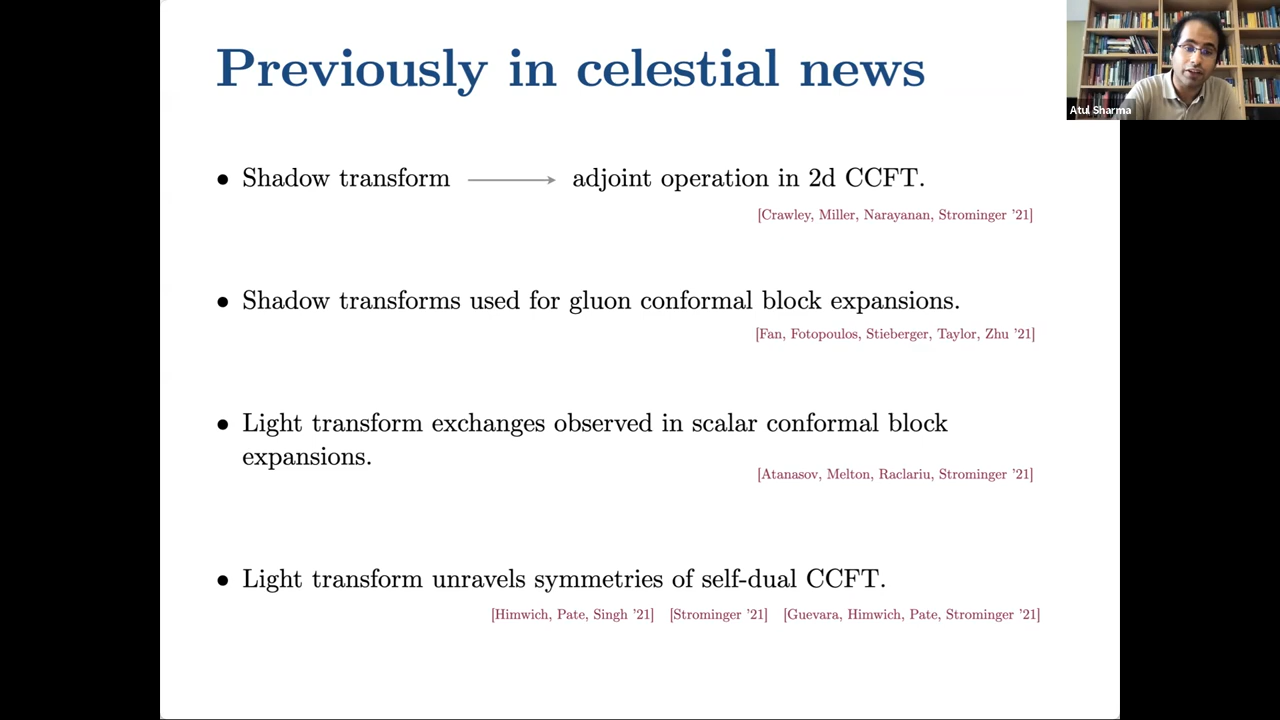 Previously in celestial news
Atul Sharma
• Shadow transform ⟶ adjoint operation in 2d CCFT.
[Crawley, Miller, Narayanan, Strominger '21]
• Shadow transforms used for gluon conformal block expansions.
[Fan, Fotopoulos, Stieberger, Taylor, Zhu '21]
• Light transform exchanges observed in scalar conformal block
expansions.
[Atanasov, Melton, Raclariu, Strominger '21]
• Light transform unravels symmetries of self-dual CCFT.
[Himwich, Pate, Singh '21] [Strominger '21] [Guevara, Himwich, Pate, Strominger '21]